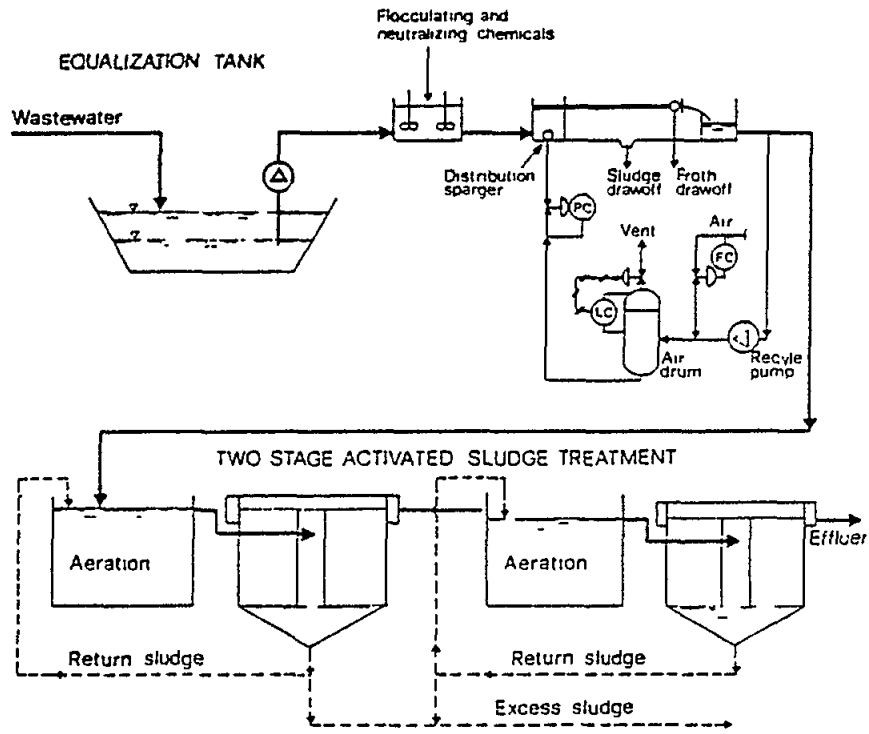 Flocculating and
neutralizing chemicals
EQUALIZATION TANK
Wastewater
Distribution
sparger
Sludge
drawoff
Froth
drawoff
PC
Vent
Air
FC
LC
Air
drum
Recyle
pump
TWO STAGE ACTIVATED SLUDGE TREATMENT
Aeration
Aeration
Effluer
Return sludge
Return sludge
Excess sludge